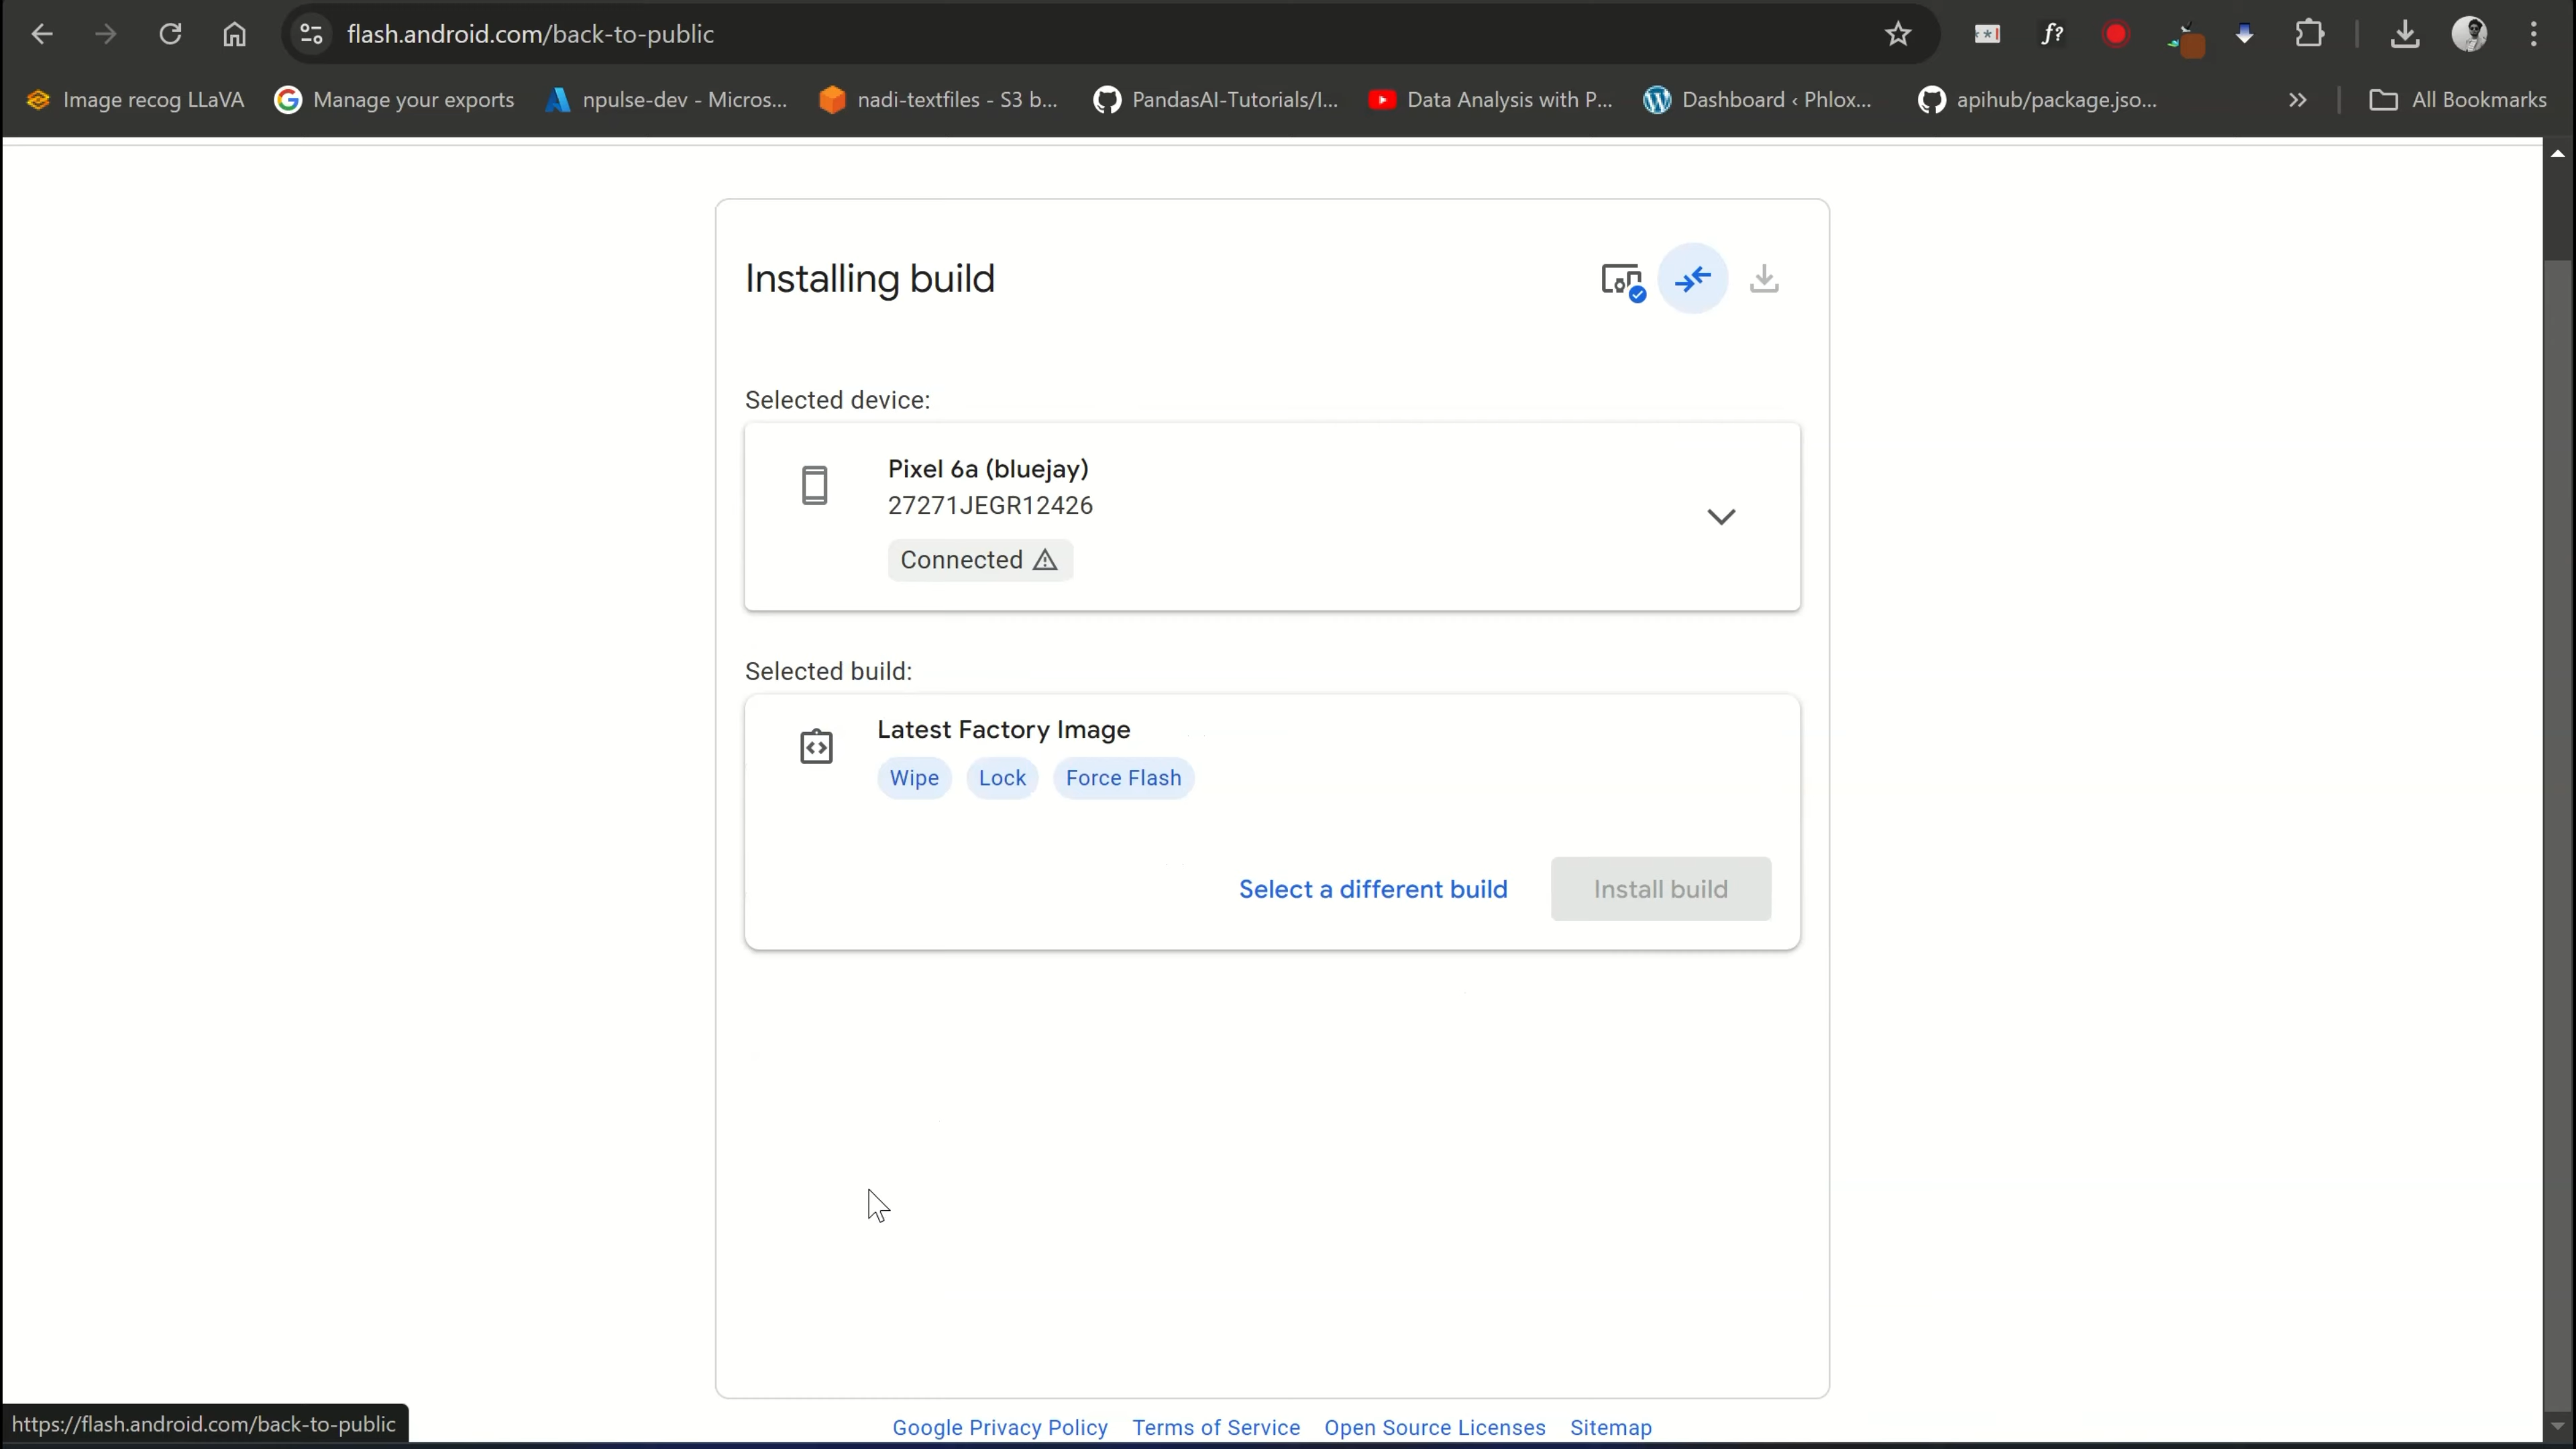 flash.android.com/back-to-public
f?
Image recog LLaVA
Manage your exports
npulse-dev - Micros...
nadi-textfiles - S3 b...
PandasAI-Tutorials/I...
Data Analysis with P...
Dashboard ‹ Phlox...
apihub/package.jso...
All Bookmarks
Installing build
Selected device:
Pixel 6a (bluejay)
27271JEGR12426
Connected
Selected build:
Latest Factory Image
Wipe Lock Force Flash
Select a different build
Install build
https://flash.android.com/back-to-public
Google Privacy Policy Terms of Service Open Source Licenses Sitemap